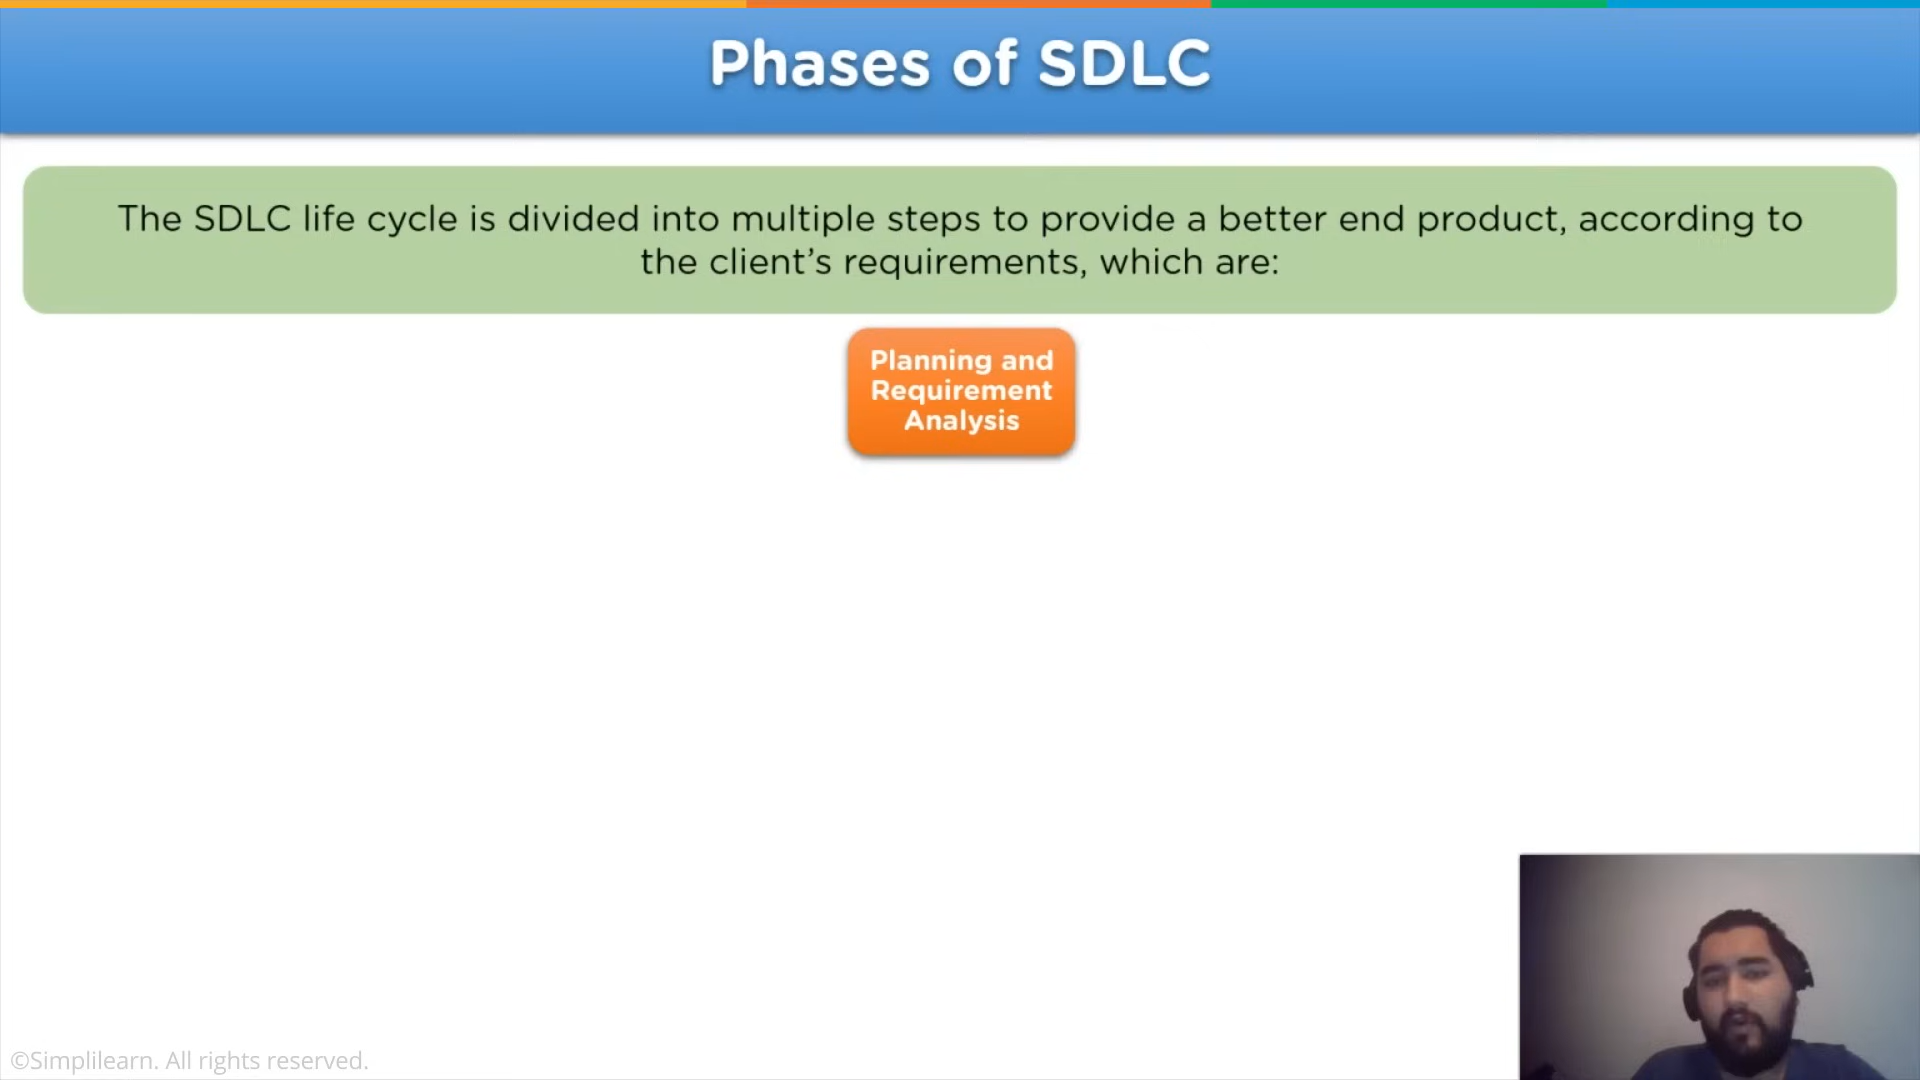 Phases of SDLC
The SDLC life cycle is divided into multiple steps to provide a better end product, according to
the client’s requirements, which are:
Planning and
Requirement
Analysis
©Simplilearn. All rights reserved.